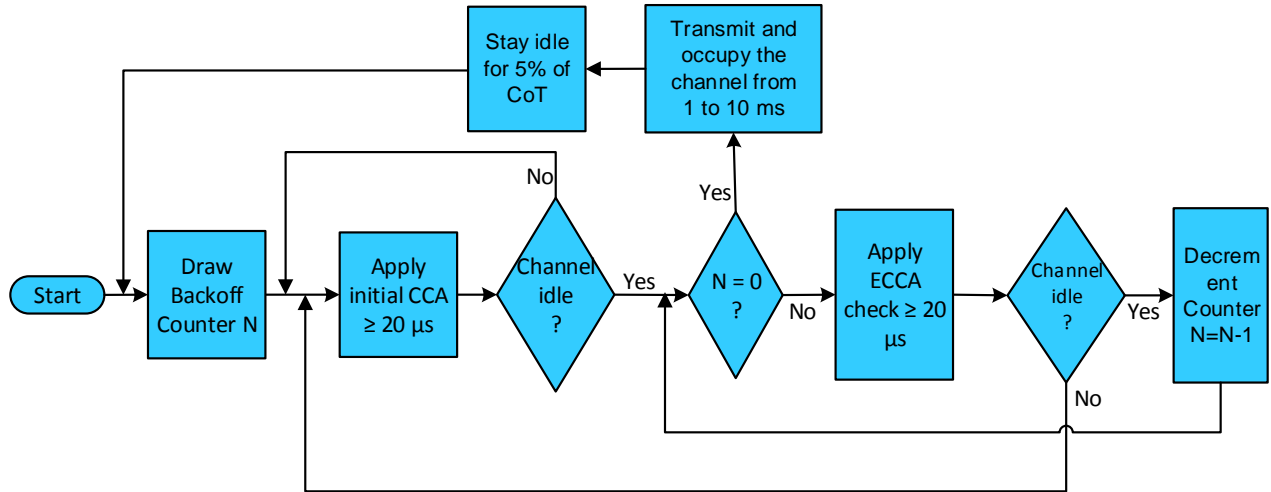 Stay idle
for 5% of
CoT
Transmit and
occupy the
channel from
1 to 10 ms
No
Yes
Start
Draw
Backoff
Counter N
Apply
initial CCA
≥ 20 µs
Channel
idle
?
Yes
N = 0
?
No
Apply
ECCA
check ≥ 20
µs
Channel
idle
?
Yes
Decrem
ent
Counter
N=N-1
No